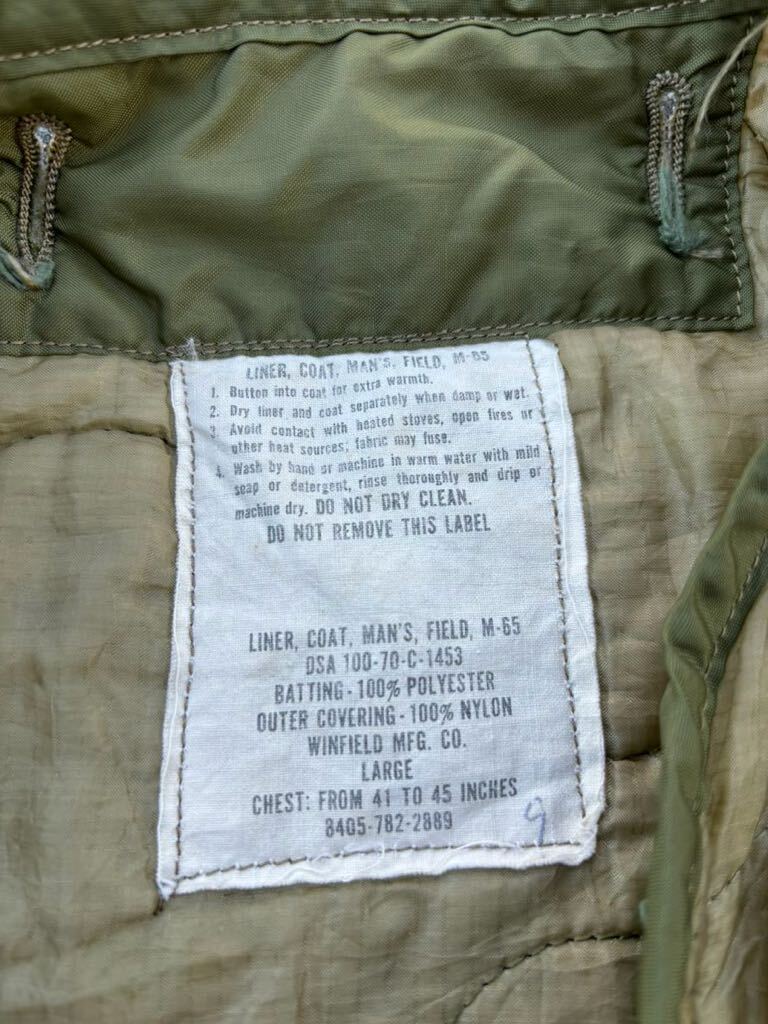 LINER, COAT, MAN'S, FIELD, M-65
1. Button into coat for extra warmth.
2. Dry liner and coat separately when damp or wet.
3 Avoid contact with heated stoves, open fires or
other heat sources; fabric may fuse.
4. Wash by hand or machine in warm water with mild
soap or detergent, rinse thoroughly and drip or
machine dry. DO NOT DRY CLEAN.
DO NOT REMOVE THIS LABEL
LINER, COAT, MAN'S, FIELD, M-65
DSA 100-70-C-1453
BATTING - 100% POLYESTER
OUTER COVERING - 100% NYLON
WINFIELD MFG. CO.
LARGE
CHEST: FROM 41 TO 45 INCHES
8405-782-2889
9